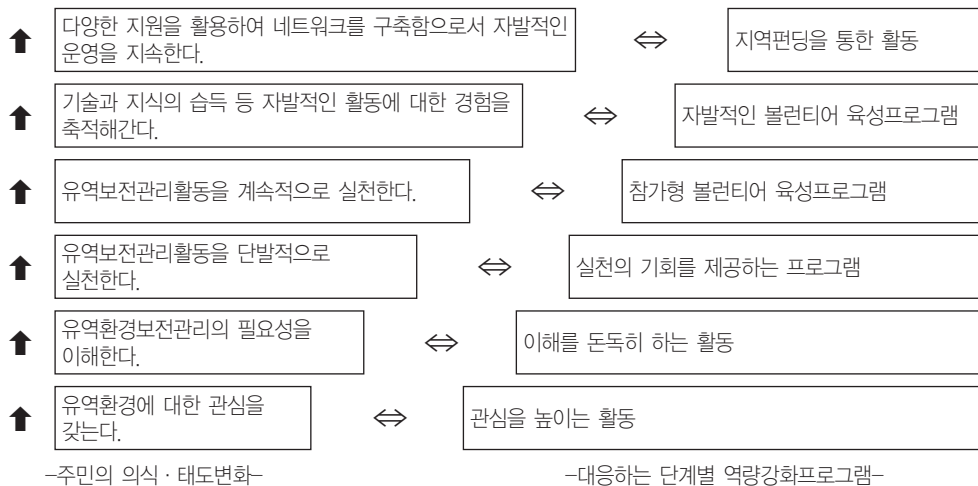 다양한 지원을 활용하여 네트워크를 구축함으로서 자발적인
운영을 지속한다.
지역펀딩을 통한 활동
기술과 지식의 습득 등 자발적인 활동에 대한 경험을
축적해간다.
자발적인 볼런티어 육성프로그램
유역보전관리활동을 계속적으로 실천한다.
참가형 볼런티어 육성프로그램
유역보전관리활동을 단발적으로
실천한다.
실천의 기회를 제공하는 프로그램
유역환경보전관리의 필요성을
이해한다.
이해를 돈독히 하는 활동
유역환경에 대한 관심을
갖는다.
관심을 높이는 활동
–주민의 의식 · 태도변화–
–대응하는 단계별 역량강화프로그램–